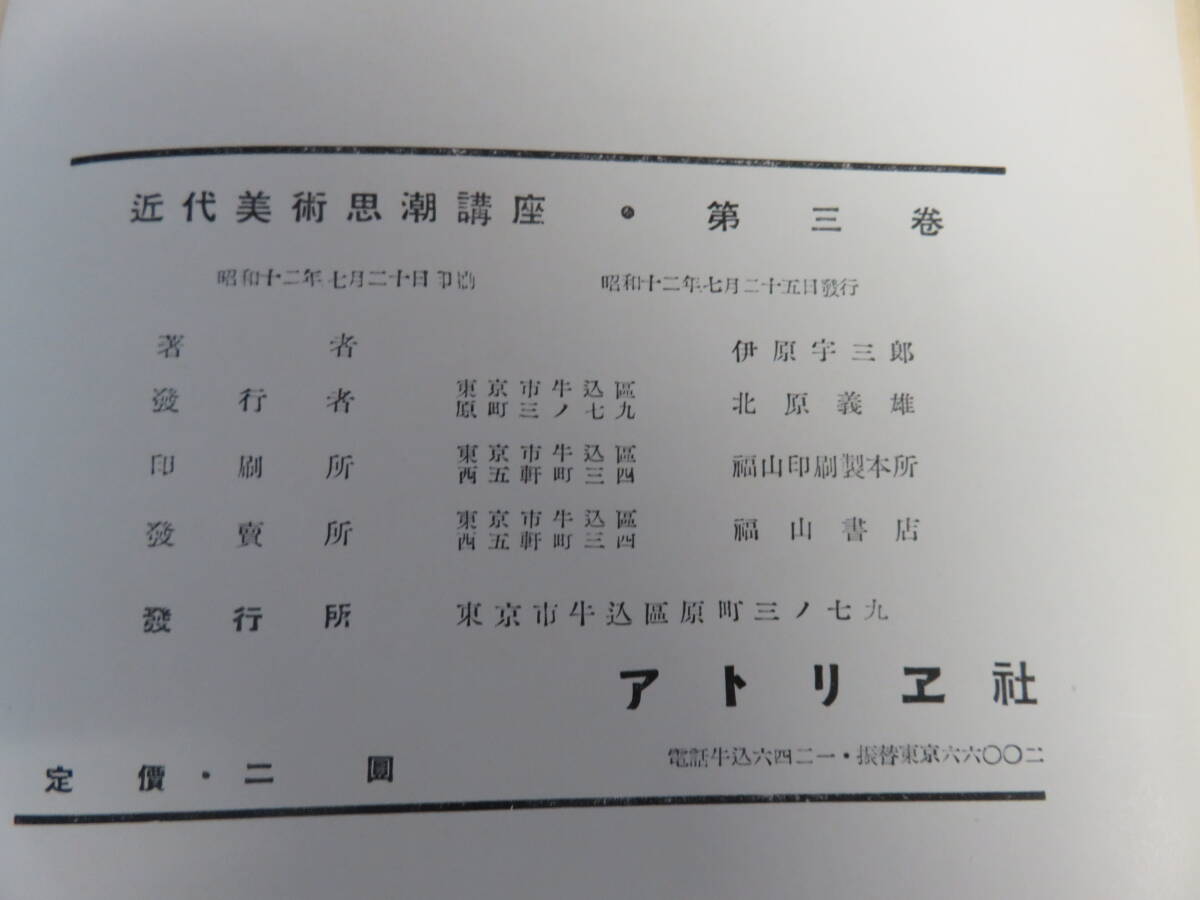 近代美術思潮講座・第三卷
昭和十二年七月二十日印刷 昭和十二年七月二十五日發行
著者 伊原宇三郎
發行者 東京市牛込區原町三ノ七九 北原義雄
印刷所 東京市牛込區西五軒町三四 福山印刷製本所
發賣所 東京市牛込區西五軒町三四 福山書店
發行所 東京市牛込區原町三ノ七九
アトリヱ社
電話牛込六四二一・振替東京六六〇〇二
定價・二圓